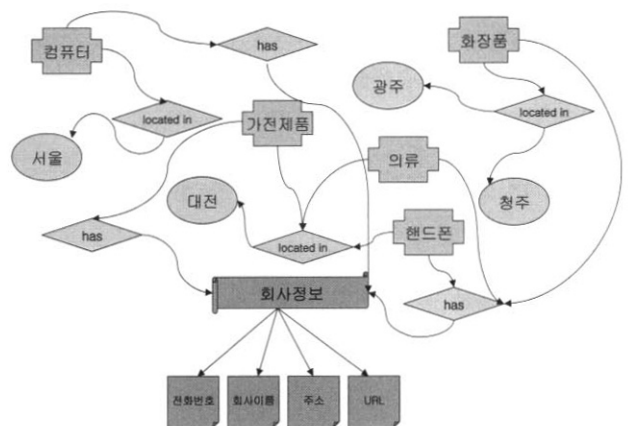 컴퓨터
has
화장품
광주
located in
located in
가전제품
서울
의류
대전
청주
has
located in
핸드폰
회사정보
has
전화번호
회사이름
주소
URL